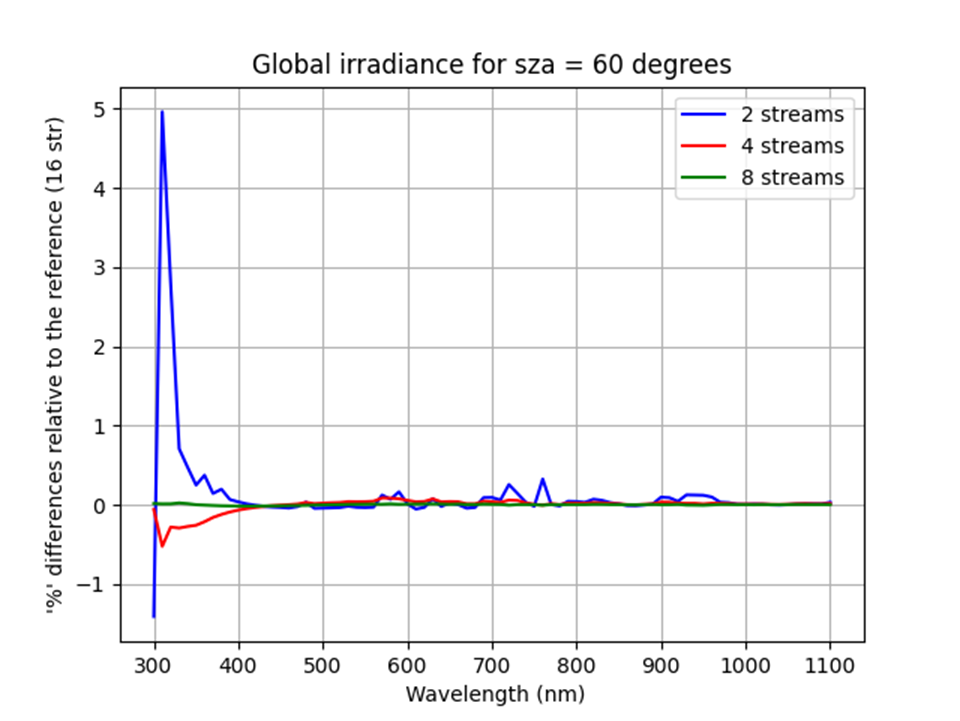 Global irradiance for sza = 60 degrees
'%' differences relative to the reference (16 str)
5
4
3
2
1
0
−1
2 streams
4 streams
8 streams
300 400 500 600 700 800 900 1000 1100
Wavelength (nm)